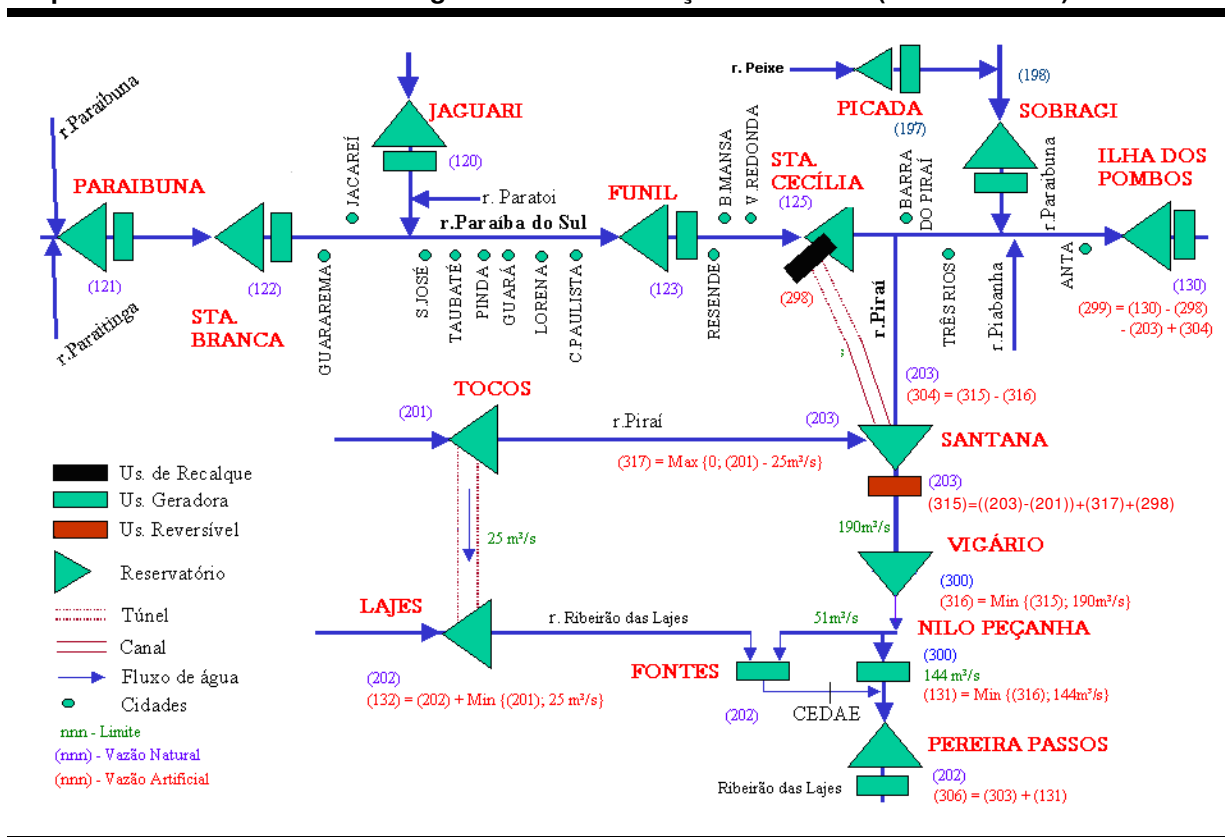 r. Peixe
(198)
PICADA
SOBRAGI
(197)
r.Paraibuna
JAGUARI
(120)
JACAREÍ
B.MANSA
V.REDONDA
STA.
CECÍLIA
(125)
BARRA
DO PIRAÍ
r.Paraibuna
ILHA DOS
POMBOS
PARAIBUNA
r. Paratoi
FUNIL
r.Paraíba do Sul
(121)
(122)
(123)
(298)
(130)
STA.
BRANCA
r.Paraitinga
GUARAREMA
S.JOSÉ
TAUBATÉ
PINDA
GUARÁ
LORENA
C.PAULISTA
RESENDE
r.Piraí
TRÊS RIOS
r.Piabanha
ANTA
(299) = (130) - (298)
- (203) + (304)
s
(203)
(304) = (315) - (316)
TOCOS
(201)
r.Piraí
(203)
SANTANA
(317) = Max {0; (201) - 25m³/s}
(203)
(315)=((203)-(201))+(317)+(298)
190m³/s
25 m³/s
VIGÁRIO
(300)
(316) = Min {(315); 190m³/s}
LAJES
r. Ribeirão das Lajes
51m³/s
NILO PEÇANHA
FONTES
(300)
144 m³/s
(131) = Min {(316); 144m³/s}
(202)
(132) = (202) + Min {(201); 25 m³/s}
(202)
CEDAE
PEREIRA PASSOS
(202)
Ribeirão das Lajes
(306) = (303) + (131)
Us. de Recalque
Us. Geradora
Us. Reversível
Reservatório
Túnel
Canal
Fluxo de água
Cidades
nnn - Limite
(nnn) - Vazão Natural
(nnn) - Vazão Artificial